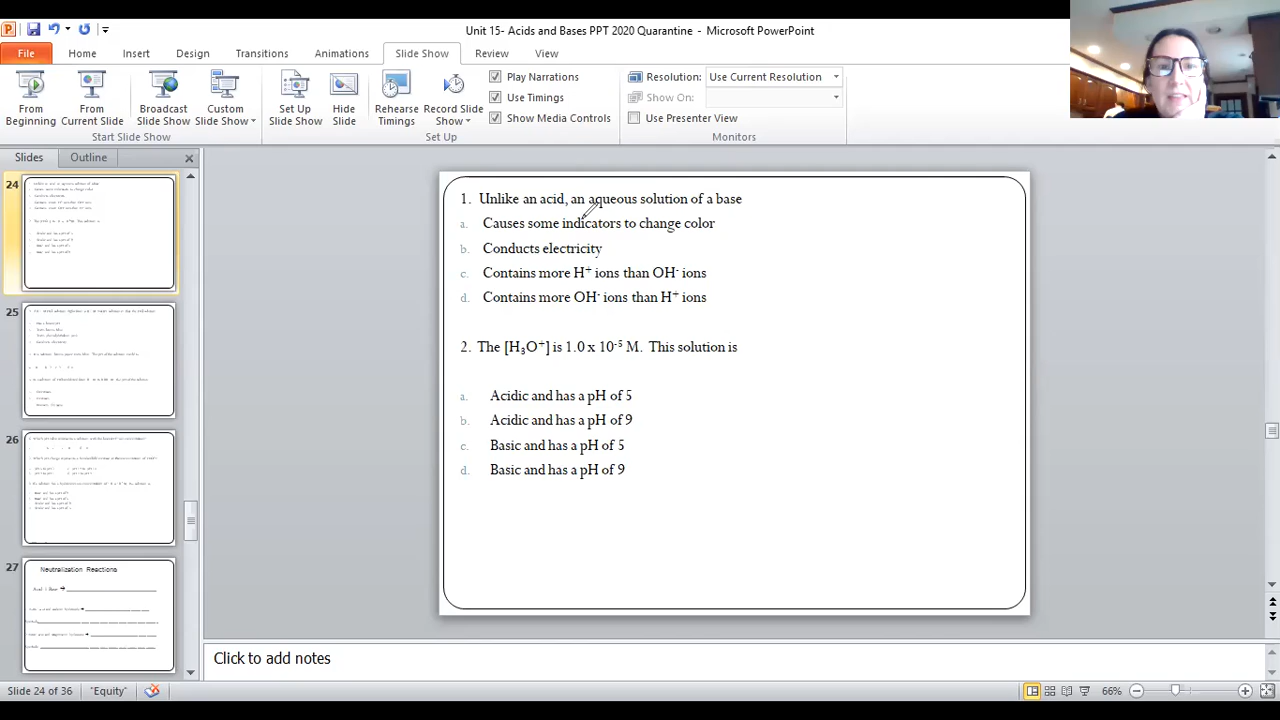 Unit 15- Acids and Bases PPT 2020 Quarantine - Microsoft PowerPoint
File Home Insert Design Transitions Animations Slide Show Review View
From Beginning
From Current Slide
Broadcast Slide Show
Custom Slide Show
Start Slide Show
Set Up Slide Show
Hide Slide
Rehearse Timings
Record Slide Show
Play Narrations
Use Timings
Show Media Controls
Set Up
Resolution: Use Current Resolution
Show On:
Use Presenter View
Monitors
Slides Outline
24
25
26
27
Neutralization Reactions
Acid + Base →
1. Unlike an acid, an aqueous solution of a base
a. Causes some indicators to change color
b. Conducts electricity
c. Contains more H⁺ ions than OH⁻ ions
d. Contains more OH⁻ ions than H⁺ ions
2. The [H₃O⁺] is 1.0 x 10⁻⁵ M. This solution is
a. Acidic and has a pH of 5
b. Acidic and has a pH of 9
c. Basic and has a pH of 5
d. Basic and has a pH of 9
Click to add notes
Slide 24 of 36 "Equity" 66%